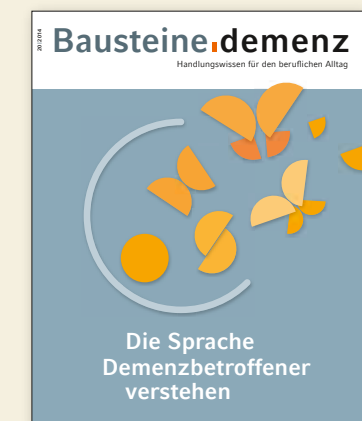 20|2014
Bausteine.demenz
Handlungswissen für den beruflichen Alltag
Die Sprache
Demenzbetroffener
verstehen